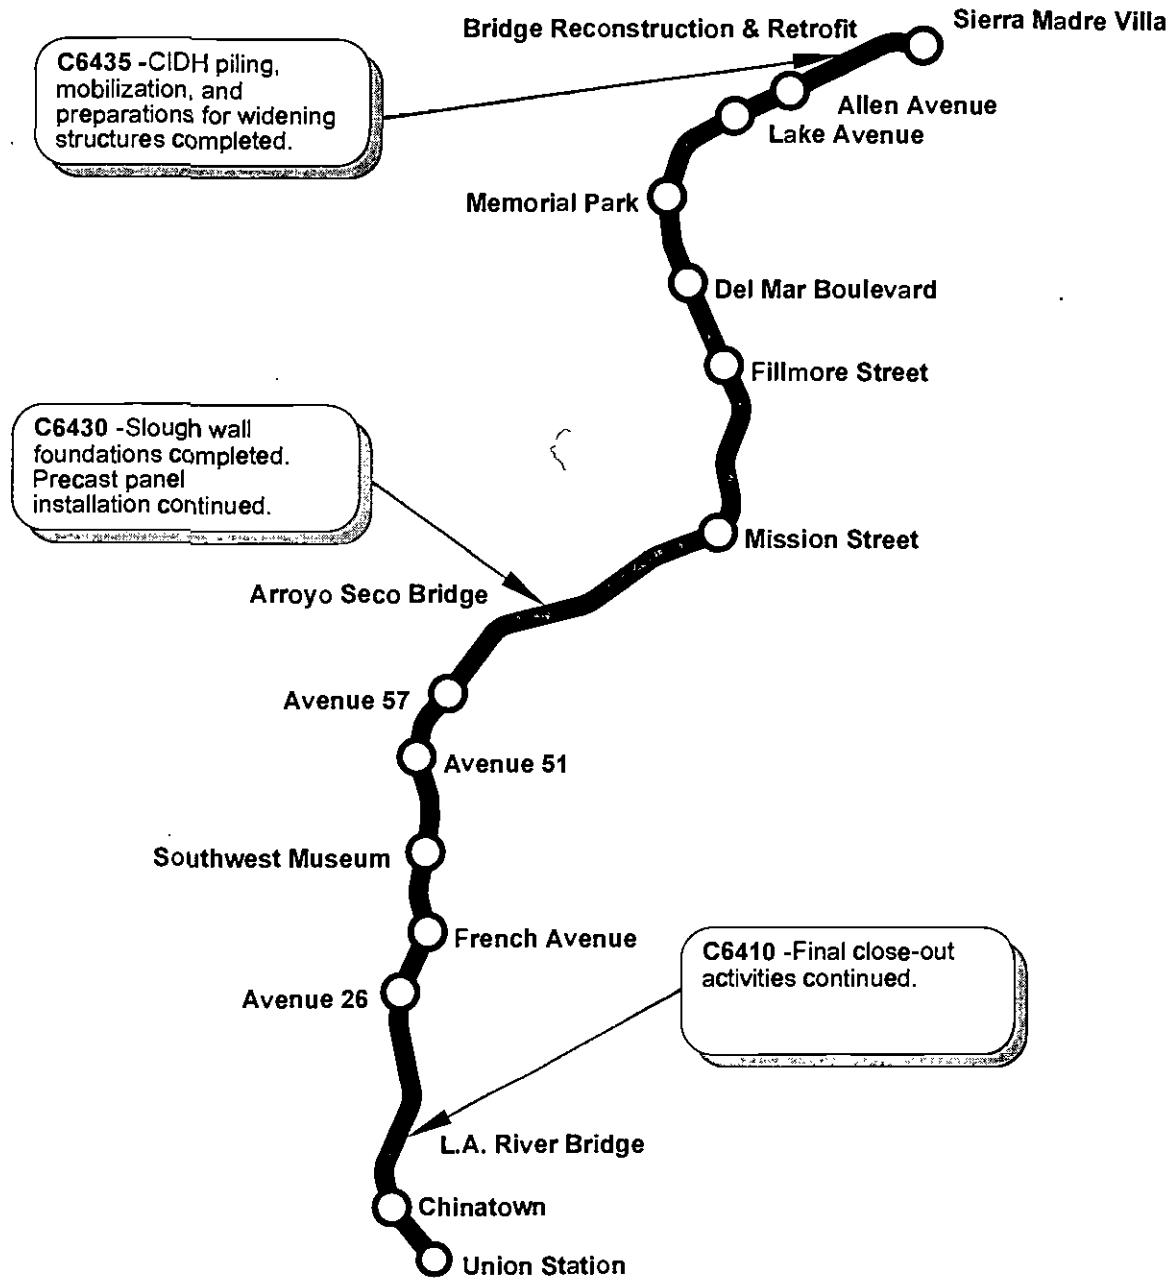 Sierra Madre Villa
Bridge Reconstruction & Retrofit
C6435 -CIDH piling,
mobilization, and
preparations for widening
structures completed.
Allen Avenue
Lake Avenue
Memorial Park
Del Mar Boulevard
Fillmore Street
C6430 -Slough wall
foundations completed.
Precast panel
installation continued.
Mission Street
Arroyo Seco Bridge
Avenue 57
Avenue 51
Southwest Museum
French Avenue
C6410 -Final close-out
activities continued.
Avenue 26
L.A. River Bridge
Chinatown
Union Station